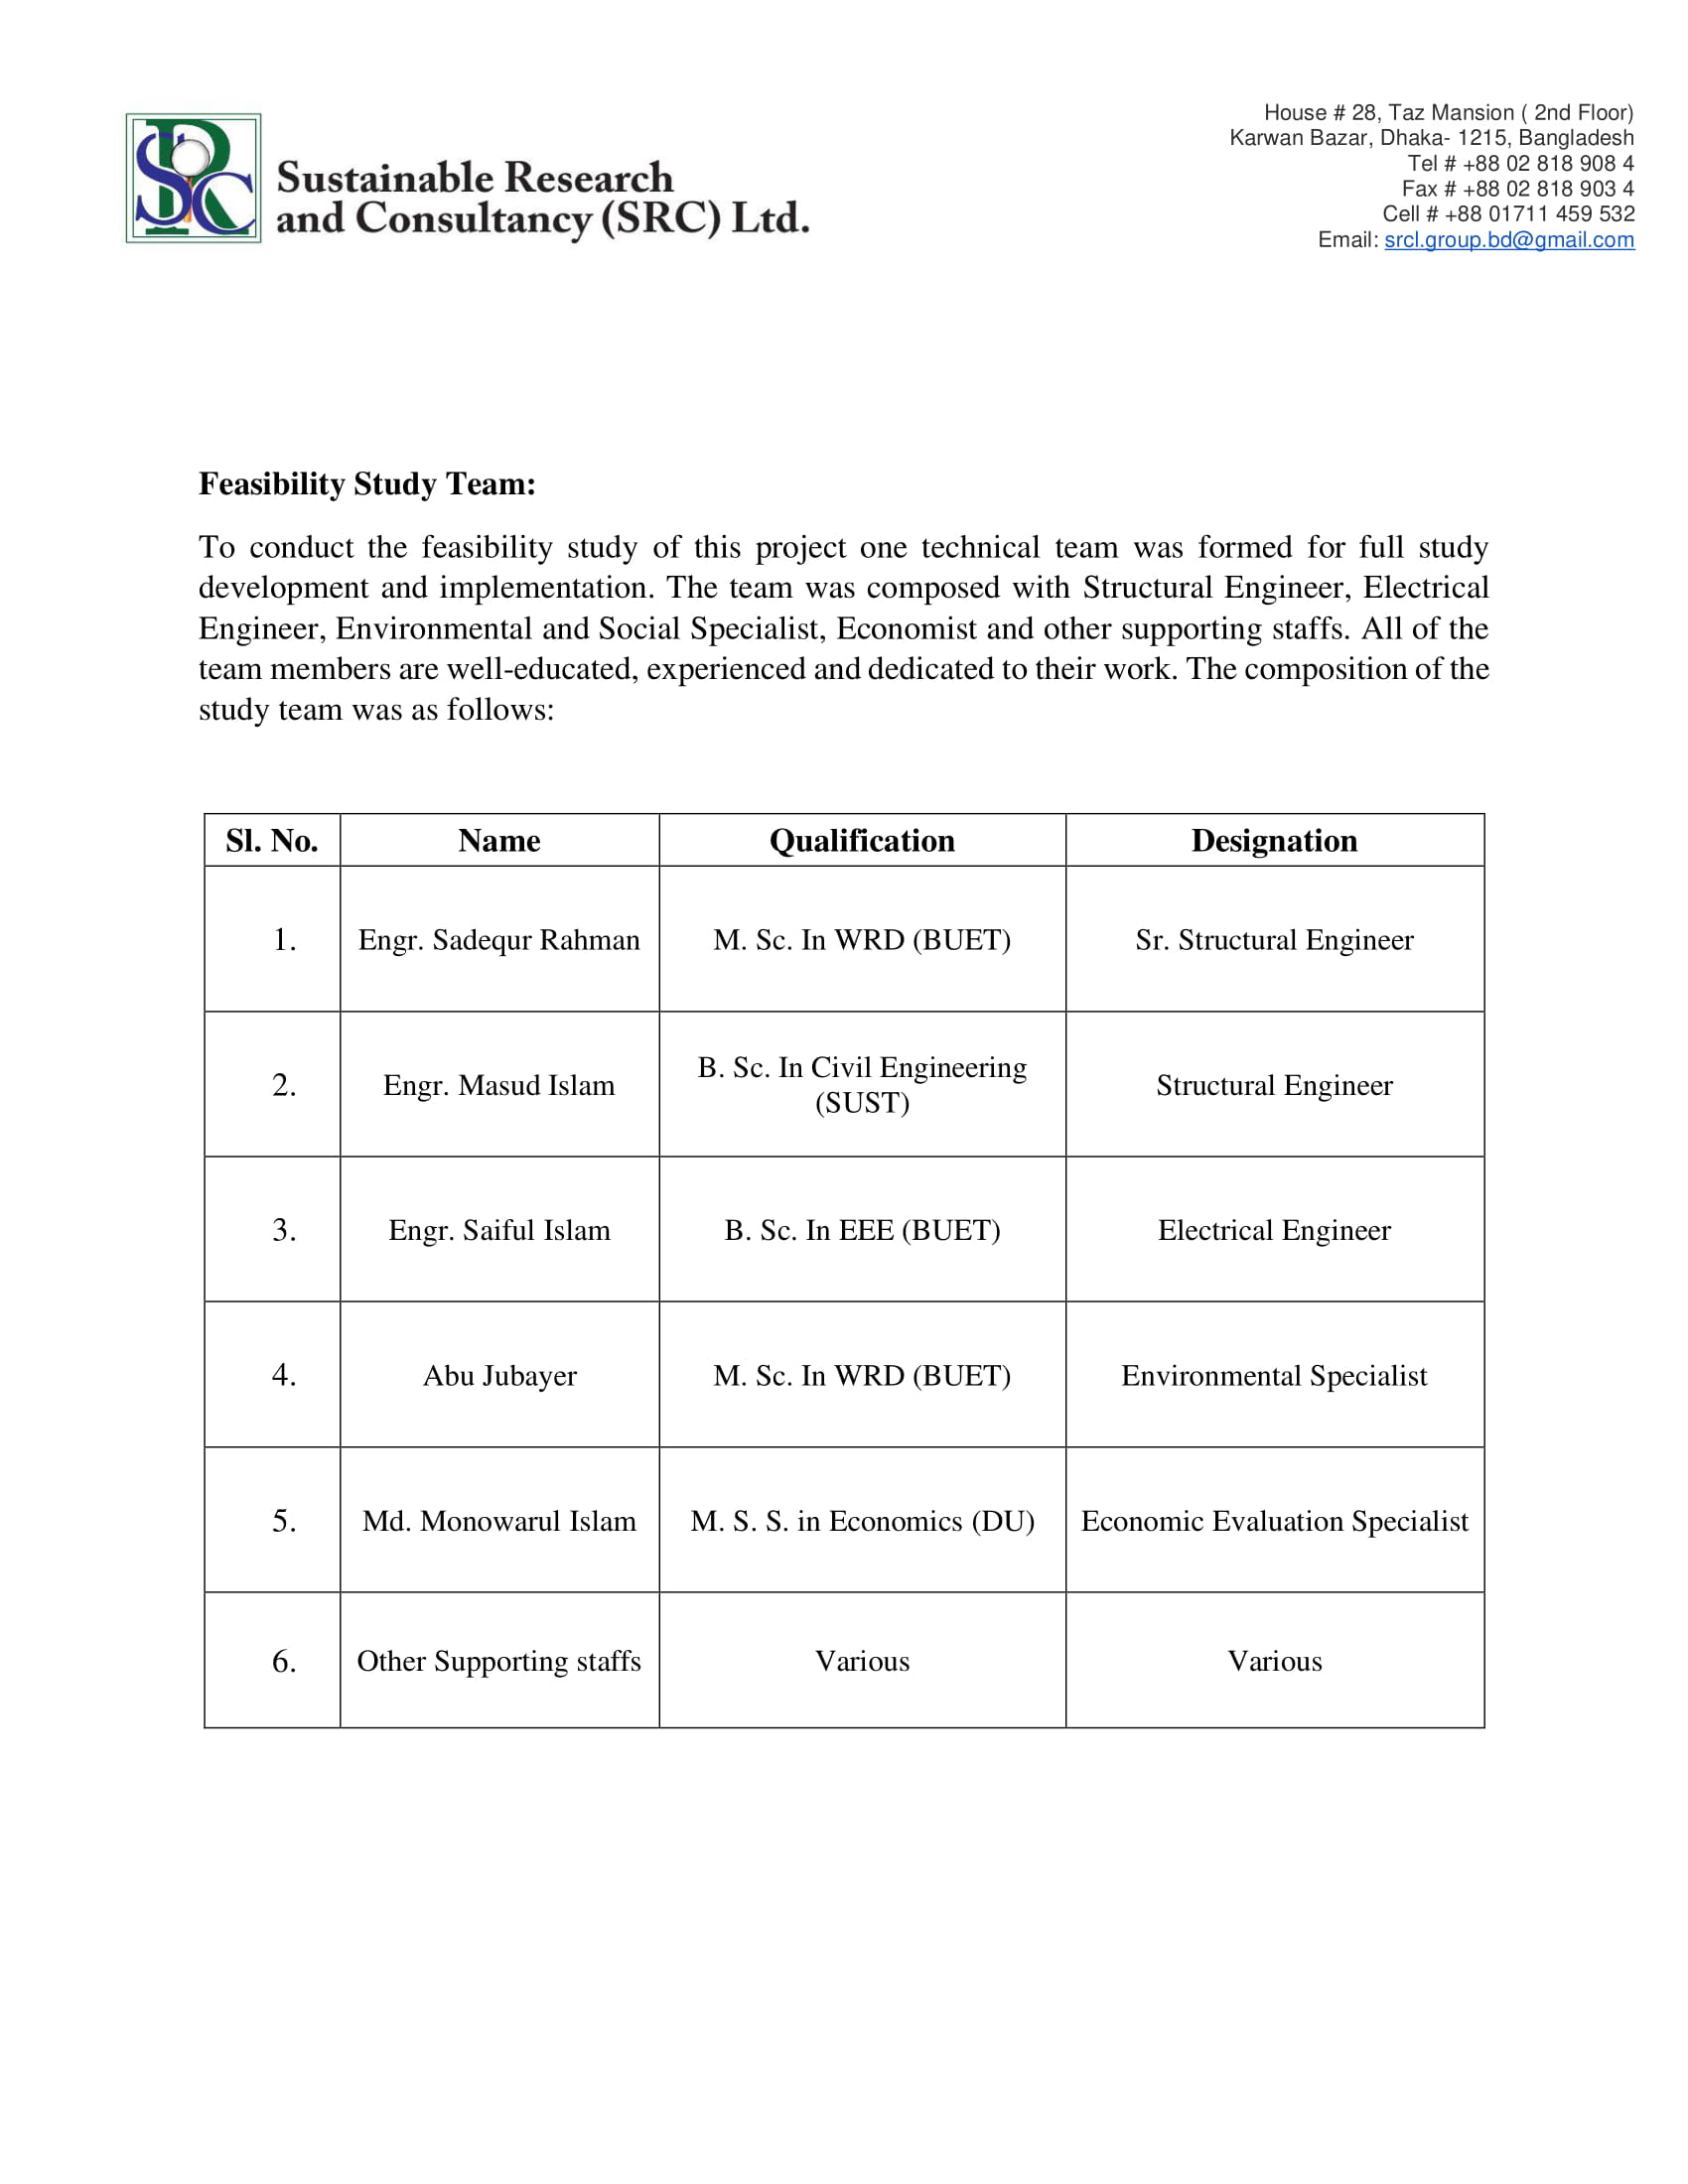 SRC
Sustainable Research
and Consultancy (SRC) Ltd.
House # 28, Taz Mansion ( 2nd Floor)
Karwan Bazar, Dhaka- 1215, Bangladesh
Tel # +88 02 818 908 4
Fax # +88 02 818 903 4
Cell # +88 01711 459 532
Email: srcl.group.bd@gmail.com
Feasibility Study Team:
To conduct the feasibility study of this project one technical team was formed for full study
development and implementation. The team was composed with Structural Engineer, Electrical
Engineer, Environmental and Social Specialist, Economist and other supporting staffs. All of the
team members are well-educated, experienced and dedicated to their work. The composition of the
study team was as follows:
Sl. No. Name Qualification Designation
1. Engr. Sadequr Rahman M. Sc. In WRD (BUET) Sr. Structural Engineer
2. Engr. Masud Islam B. Sc. In Civil Engineering
(SUST) Structural Engineer
3. Engr. Saiful Islam B. Sc. In EEE (BUET) Electrical Engineer
4. Abu Jubayer M. Sc. In WRD (BUET) Environmental Specialist
5. Md. Monowarul Islam M. S. S. in Economics (DU) Economic Evaluation Specialist
6. Other Supporting staffs Various Various